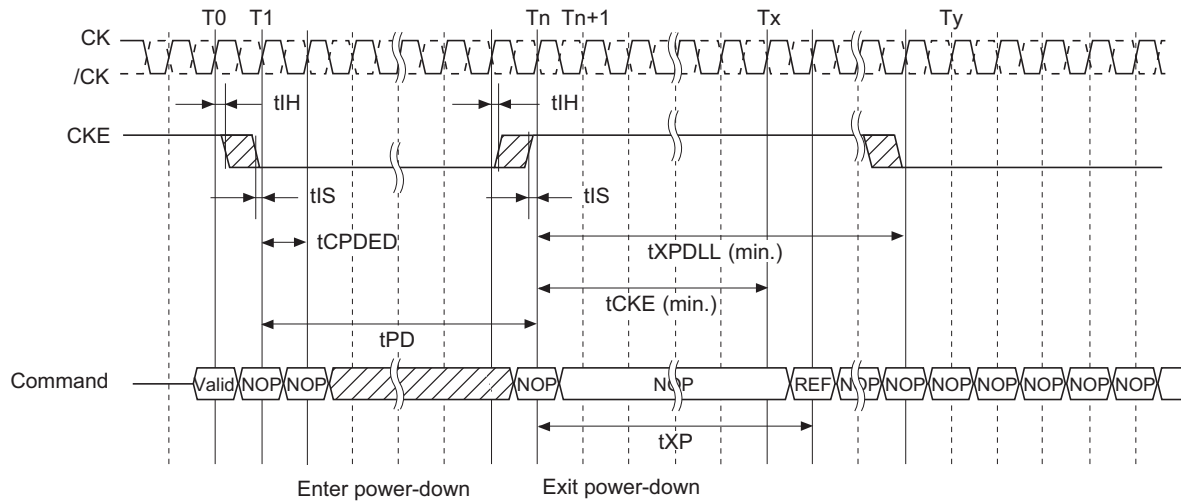 T0 T1 Tn Tn+1 Tx Ty
CK
/CK
tIH tIH
CKE
tIS tIS
tCPDED
tXPDLL (min.)
tCKE (min.)
tPD
Command Valid NOP NOP NOP NOP REF NOP NOP NOP NOP NOP NOP NOP
tXP
Enter power-down Exit power-down